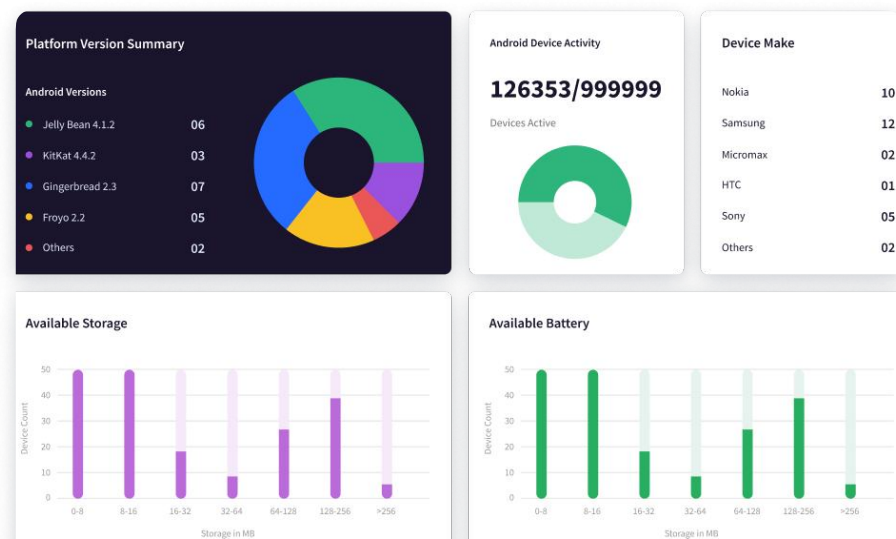 Platform Version Summary
Android Versions
Jelly Bean 4.1.2 06
KitKat 4.4.2 03
Gingerbread 2.3 07
Froyo 2.2 05
Others 02
Android Device Activity
126353/999999
Devices Active
Device Make
Nokia 10
Samsung 12
Micromax 02
HTC 01
Sony 05
Others 02
Available Storage
Device Count
50
40
30
20
10
0
0-8 8-16 16-32 32-64 64-128 128-256 >256
Storage in MB
Available Battery
Device Count
50
40
30
20
10
0
0-8 8-16 16-32 32-64 64-128 128-256 >256
Storage in MB